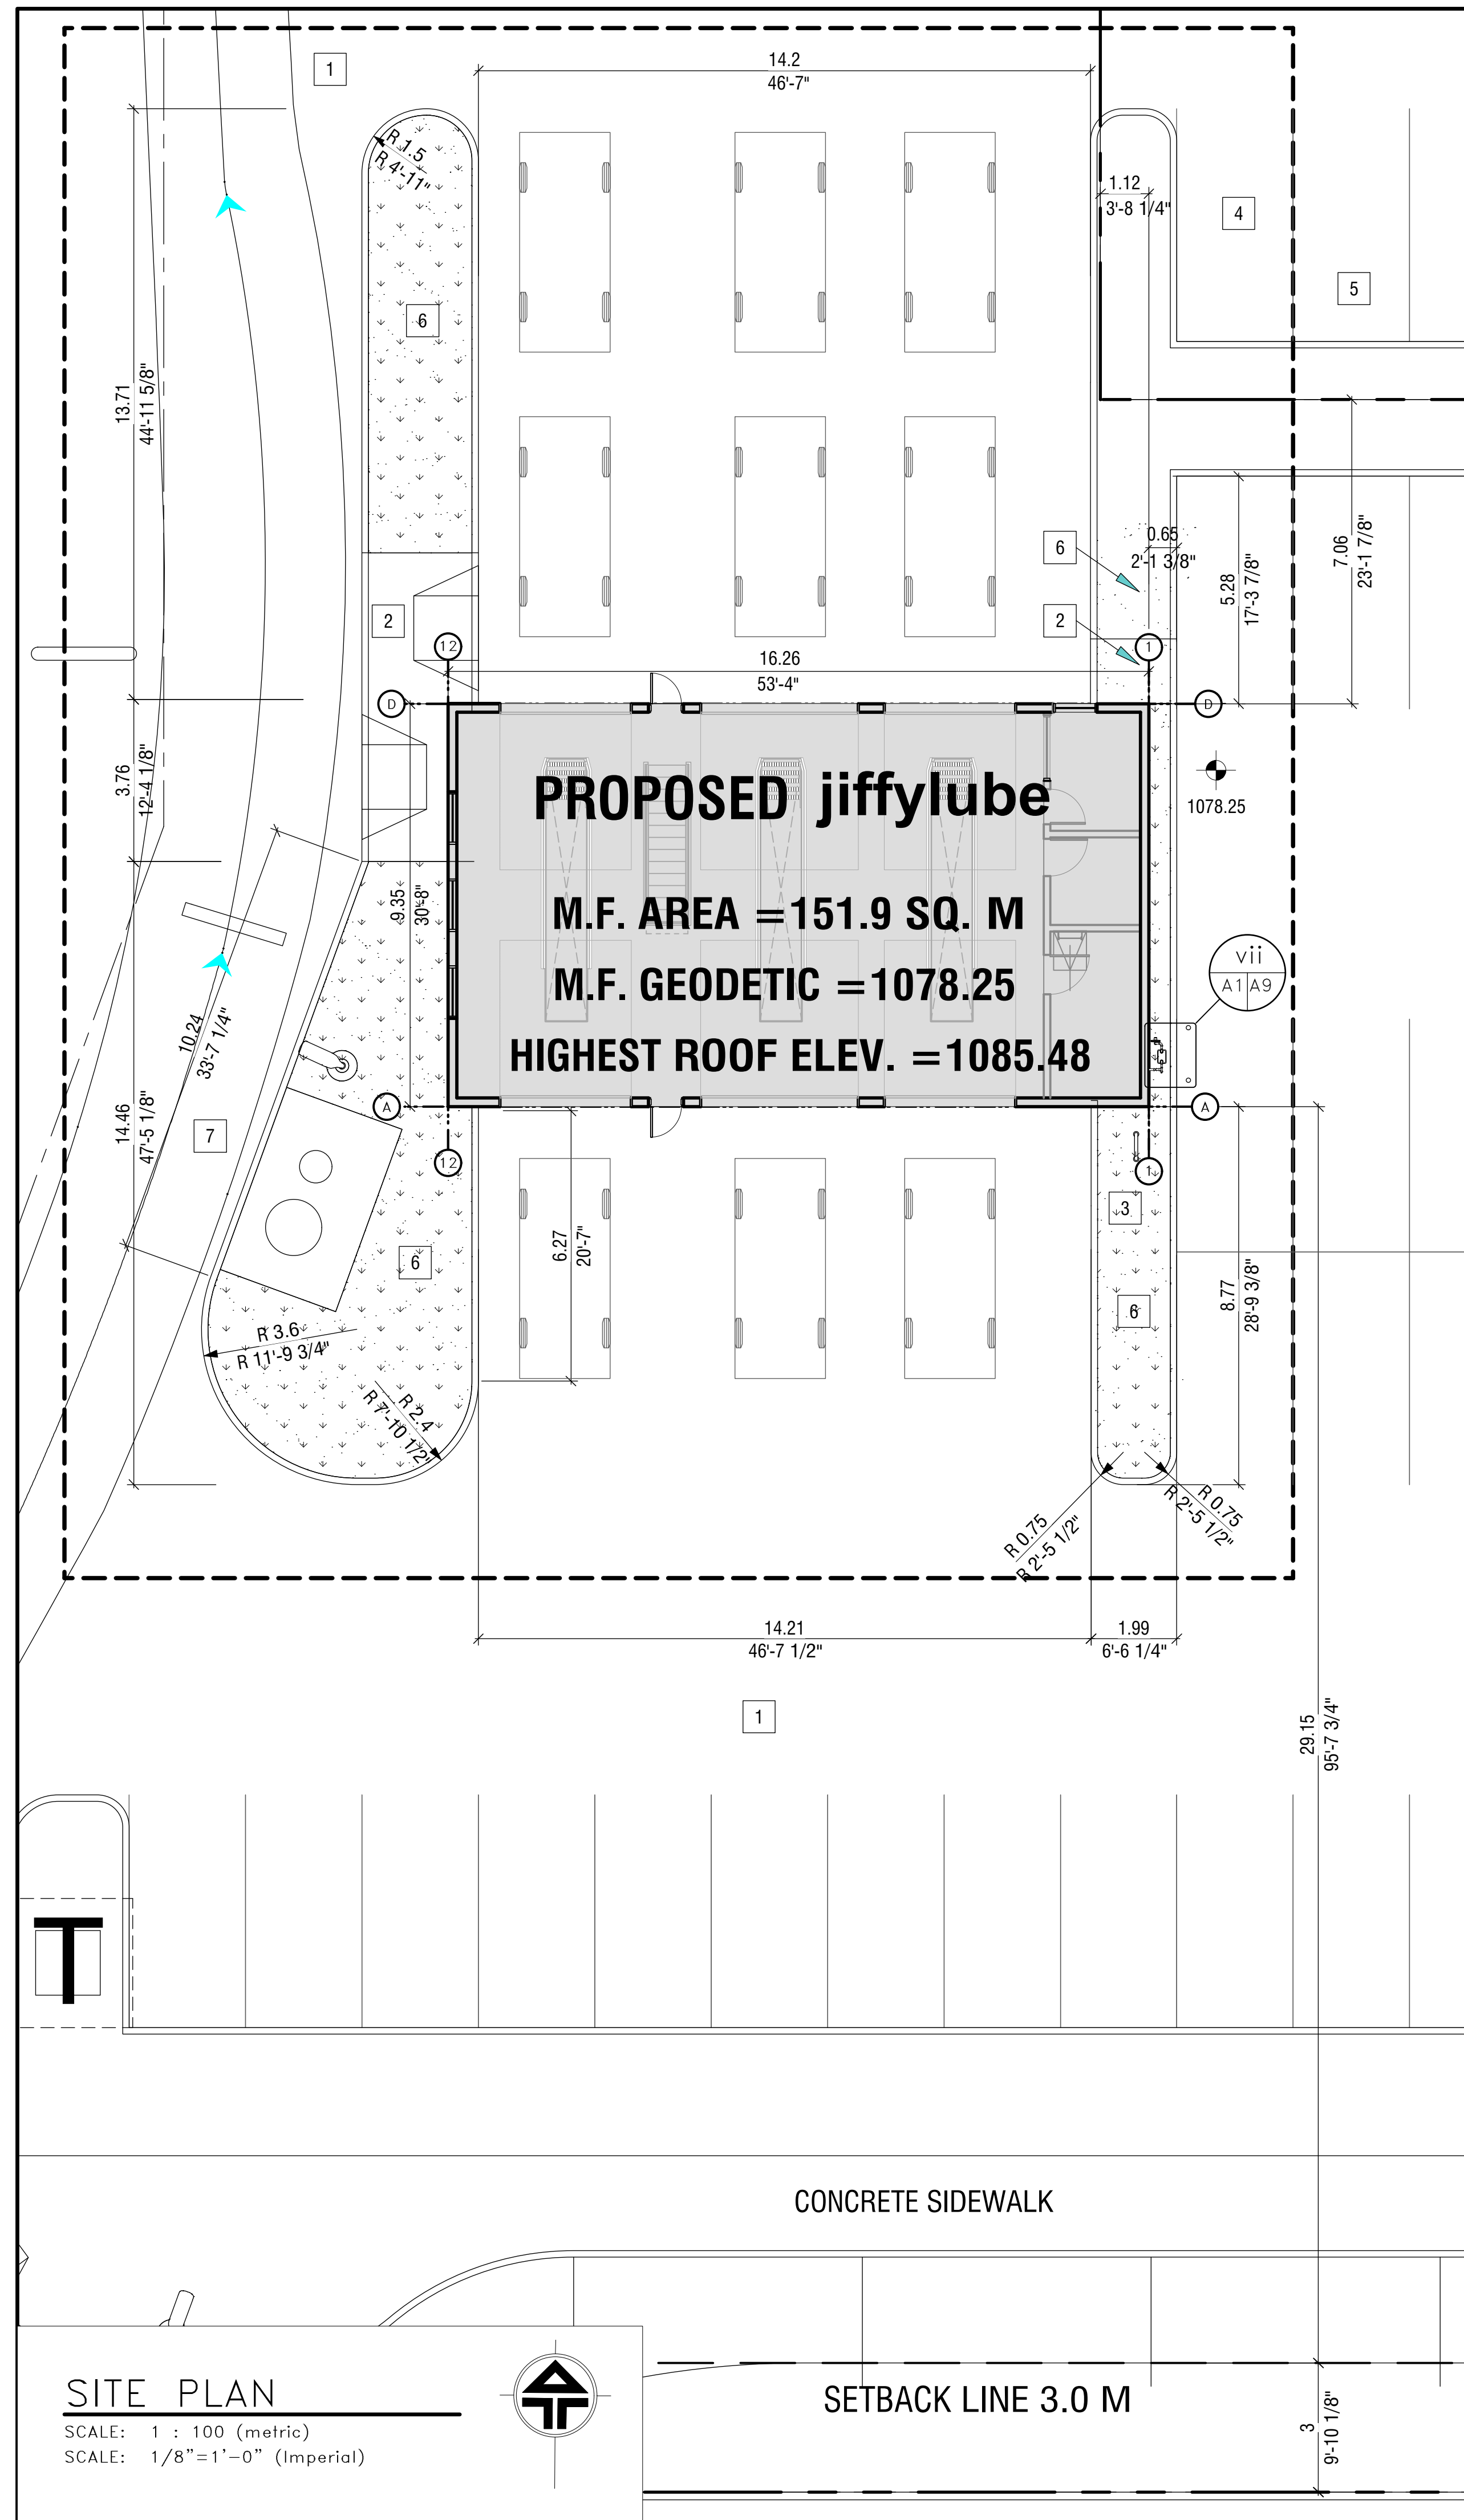 1
14.2
46'-7"
R 1.5
R 4'-11"
1.12
3'-8 1/4"
4
5
6
13.71
44'-11 5/8"
6
0.65
2'-1 3/8"
5.28
17'-3 7/8"
7.06
23'-1 7/8"
2
2
12
1
16.26
53'-4"
D
D
3.76
12'-4 1/8"
PROPOSED jiffylube
1078.25
9.35
30'-8"
M.F. AREA =151.9 SQ. M
M.F. GEODETIC =1078.25
HIGHEST ROOF ELEV. =1085.48
vii
A1 A9
10.24
33'-7 1/4"
14.46
47'-5 1/8"
7
A
A
12
1
3
6
6.27
20'-7"
6
8.77
28'-9 3/8"
R 3.6
R 11'-9 3/4"
R 2.4
R 7'-10 1/2"
R 0.75
R 2'-5 1/2"
R 0.75
R 2'-5 1/2"
14.21
46'-7 1/2"
1.99
6'-6 1/4"
1
29.15
95'-7 3/4"
T
CONCRETE SIDEWALK
SETBACK LINE 3.0 M
3
9'-10 1/8"
SITE PLAN
SCALE: 1 : 100 (metric)
SCALE: 1/8"=1'-0" (Imperial)